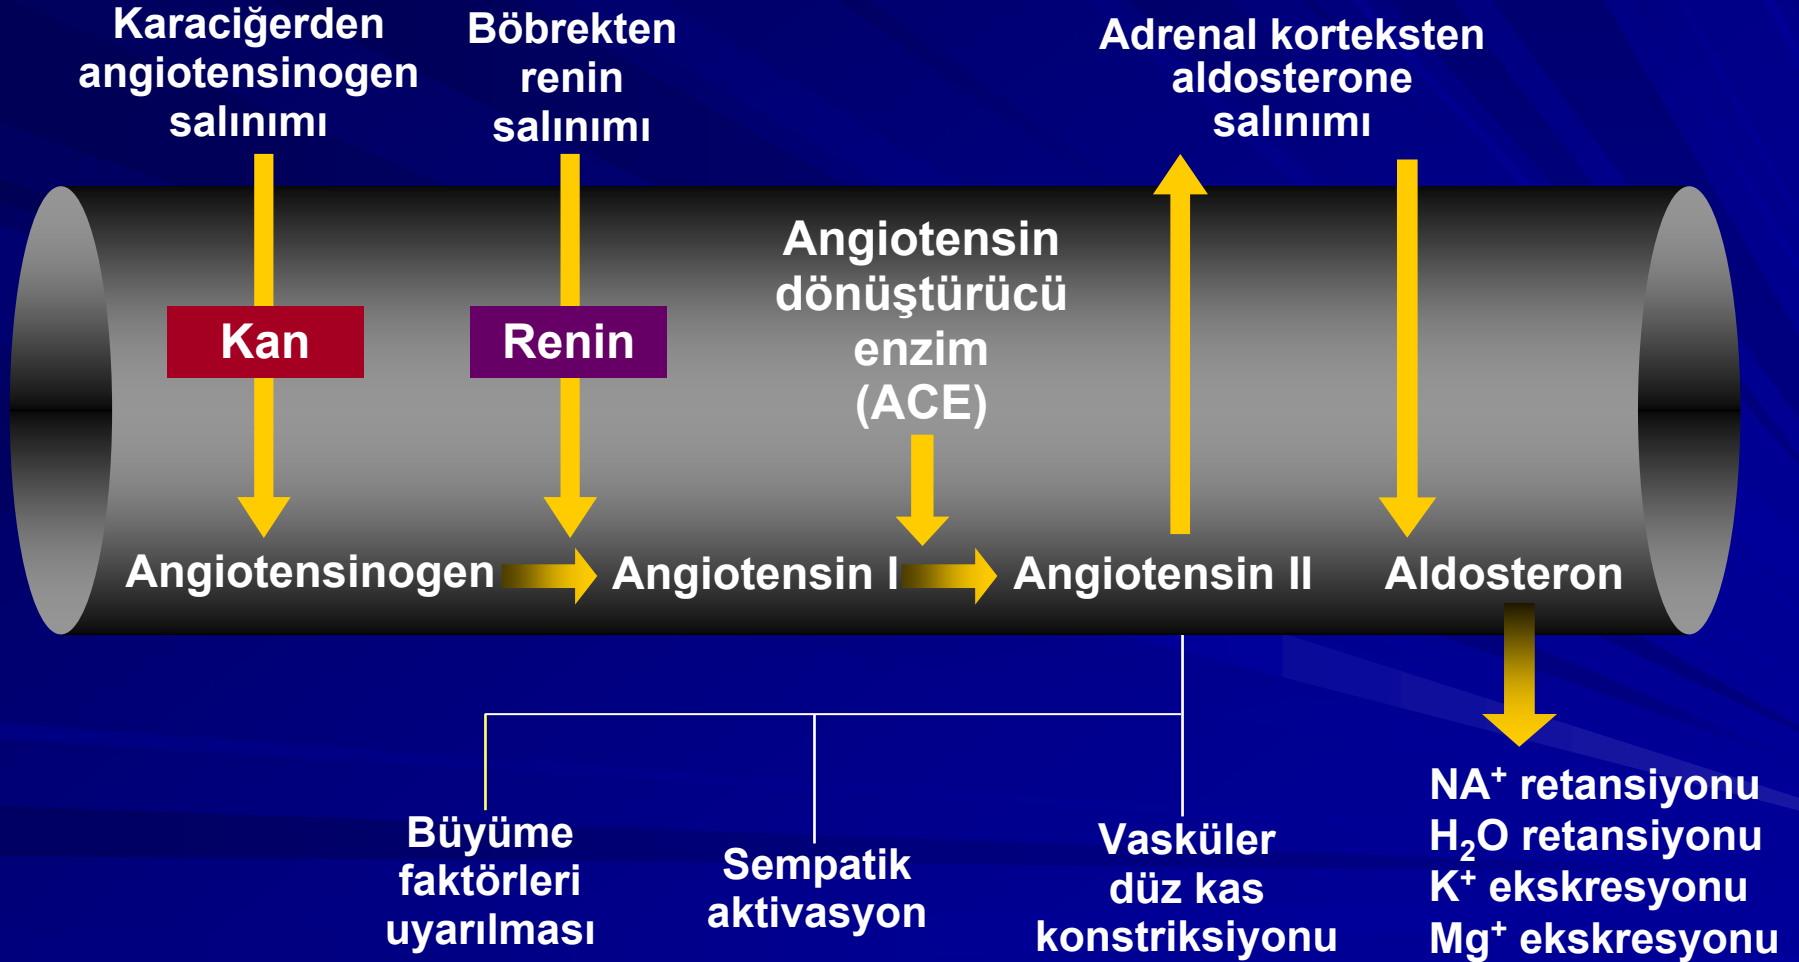 Karaciğerden
angiotensinogen
salınımı
Böbrekten
renin
salınımı
Adrenal korteksten
aldosterone
salınımı
Kan
Renin
Angiotensin
dönüştürücü
enzim
(ACE)
Angiotensinogen
Angiotensin I
Angiotensin II
Aldosteron
Büyüme
faktörleri
uyarılması
Sempatik
aktivasyon
Vasküler
düz kas
konstriksiyonu
NA⁺ retansiyonu
H₂O retansiyonu
K⁺ ekskresyonu
Mg⁺ ekskresyonu